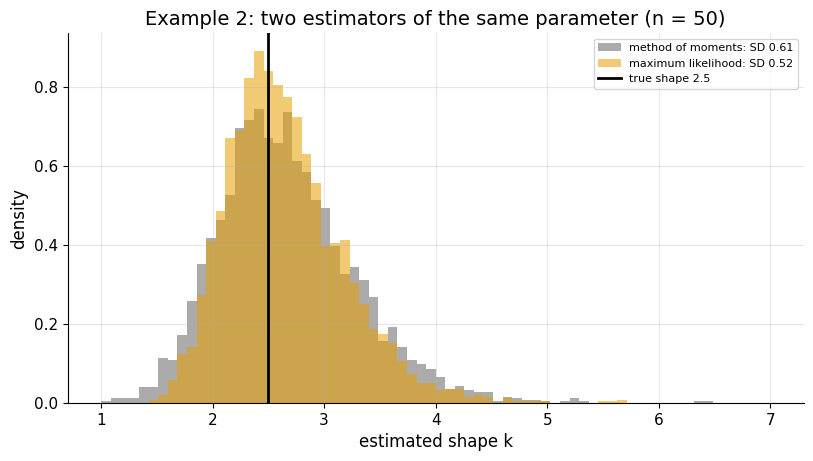 Example 2: two estimators of the same parameter (n = 50)
method of moments: SD 0.61
maximum likelihood: SD 0.52
true shape 2.5
density
0.8
0.6
0.4
0.2
0.0
1 2 3 4 5 6 7
estimated shape k